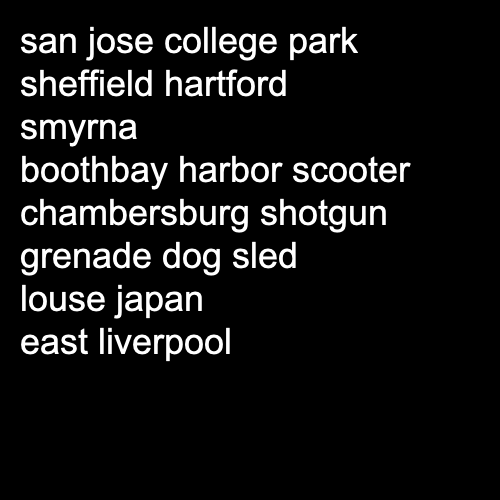 san jose college park
sheffield hartford
smyrna
boothbay harbor scooter
chambersburg shotgun
grenade dog sled
louse japan
east liverpool